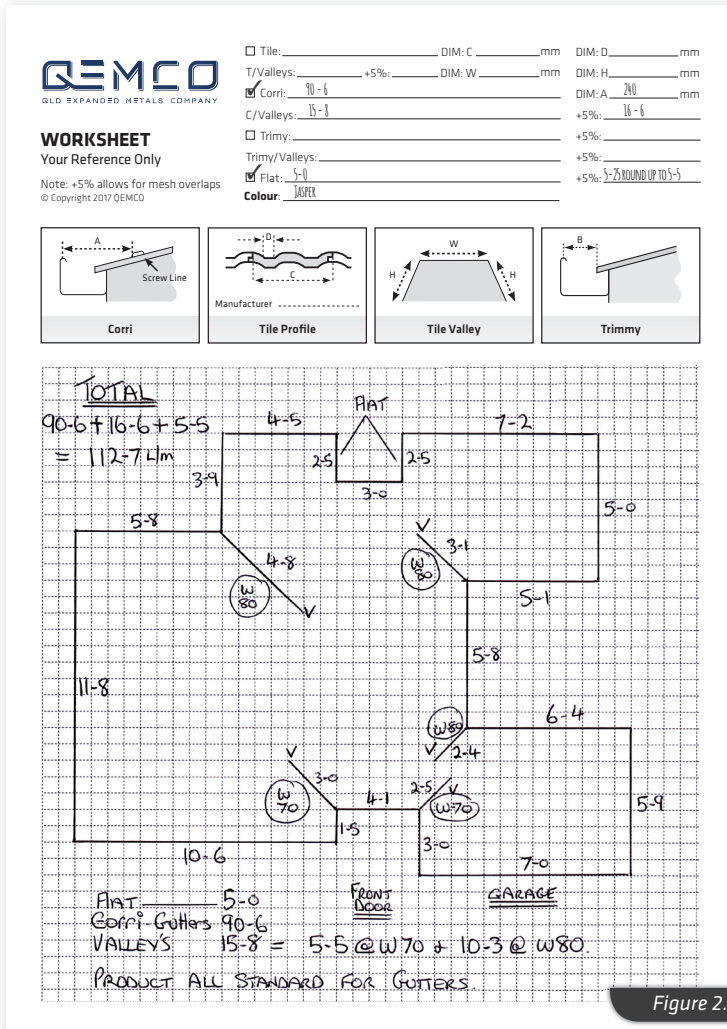 QEMCO
QLD EXPANDED METALS COMPANY
WORKSHEET
Your Reference Only
Note: +5% allows for mesh overlaps
© Copyright 2017 QEMCO
Tile: DIM: C mm DIM: D mm
T/Valleys: +5%: DIM: W mm DIM: H mm
Corri: 90-6 DIM: A 240 mm
C/Valleys: 15-8 +5%: 16-6
Trimy: +5%:
Trimy/Valleys: +5%:
Flat: 5-0 +5%: 5-25 ROUND UP TO 5-5
Colour: JASPER
A
Screw Line
Corri
D
C
Manufacturer
Tile Profile
W
H H
Tile Valley
B
Trimmy
TOTAL
90-6 + 16-6 + 5-5
= 112-7 L/m
4-5
FLAT
7-2
3-9
2-5
2-5
3-0
5-0
5-8
4-8
W 80
V
V
3-1
W 80
5-1
11-8
5-8
6-4
W80
V
2-4
V
3-0
W 70
4-1
2-5
V
W-70
5-9
1-5
3-0
10-6
7-0
FLAT 5-0
FRONT DOOR
GARAGE
Corri-Gutters 90-6
VALLEY'S 15-8 = 5-5 @ W70 + 10-3 @ W80.
PRODUCT ALL STANDARD FOR GUTTERS.
Figure 2.